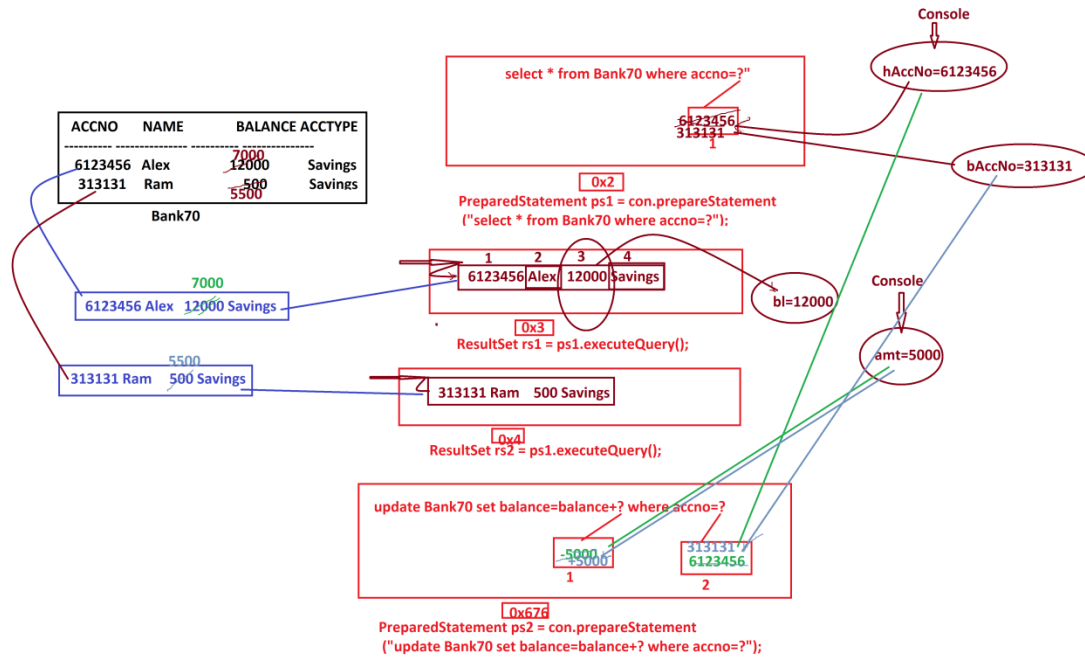 Console
select * from Bank70 where accno=?"
hAccNo=6123456
ACCNO NAME BALANCE ACCTYPE
---------- --------------- ---------- ---------------
7000
6123456 Alex 12000 Savings
313131 Ram 500 Savings
5500
Bank70
6123456
313131
1
bAccNo=313131
0x2
PreparedStatement ps1 = con.prepareStatement
("select * from Bank70 where accno=?"):
1 2 3 4
6123456 Alex 12000 Savings
7000
6123456 Alex 12000 Savings
bl=12000
Console
0x3
ResultSet rs1 = ps1.executeQuery();
amt=5000
5500
313131 Ram 500 Savings
313131 Ram 500 Savings
0x4
ResultSet rs2 = ps1.executeQuery();
update Bank70 set balance=balance+? where accno=?
-5000
+5000
1
313131
6123456
2
0x676
PreparedStatement ps2 = con.prepareStatement
("update Bank70 set balance=balance+? where accno=?");